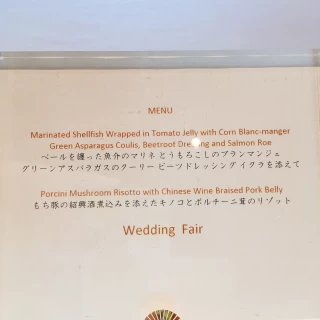 MENU
Marinated Shellfish Wrapped in Tomato Jelly with Corn Blanc-manger
Green Asparagus Coulis, Beetroot Dressing and Salmon Roe
ベールを纏った魚介のマリネとうもろこしのブランマンジェ
グリーンアスパラガスのクーリービーツドレッシングイクラを添えて
Porcini Mushroom Risotto with Chinese Wine Braised Pork Belly
もち豚の紹興酒煮込みを添えたキノコとポルチーニ茸のリゾット
Wedding Fair